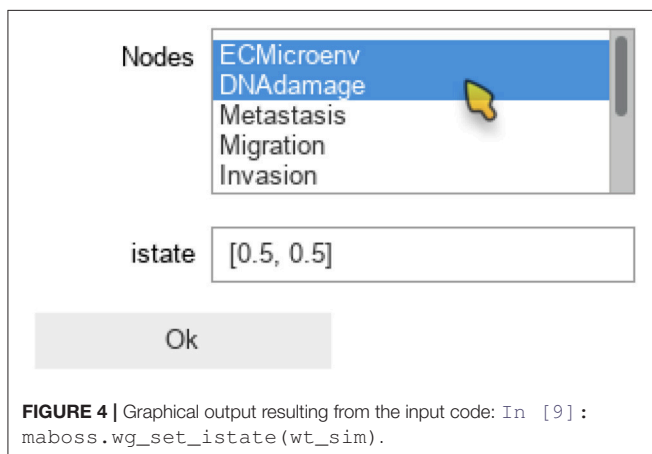 Nodes
ECMicroenv
DNAdamage
Metastasis
Migration
Invasion
istate
[0.5, 0.5]
Ok
FIGURE 4 | Graphical output resulting from the input code: In [9]:
maboss.wg_set_istate(wt_sim).